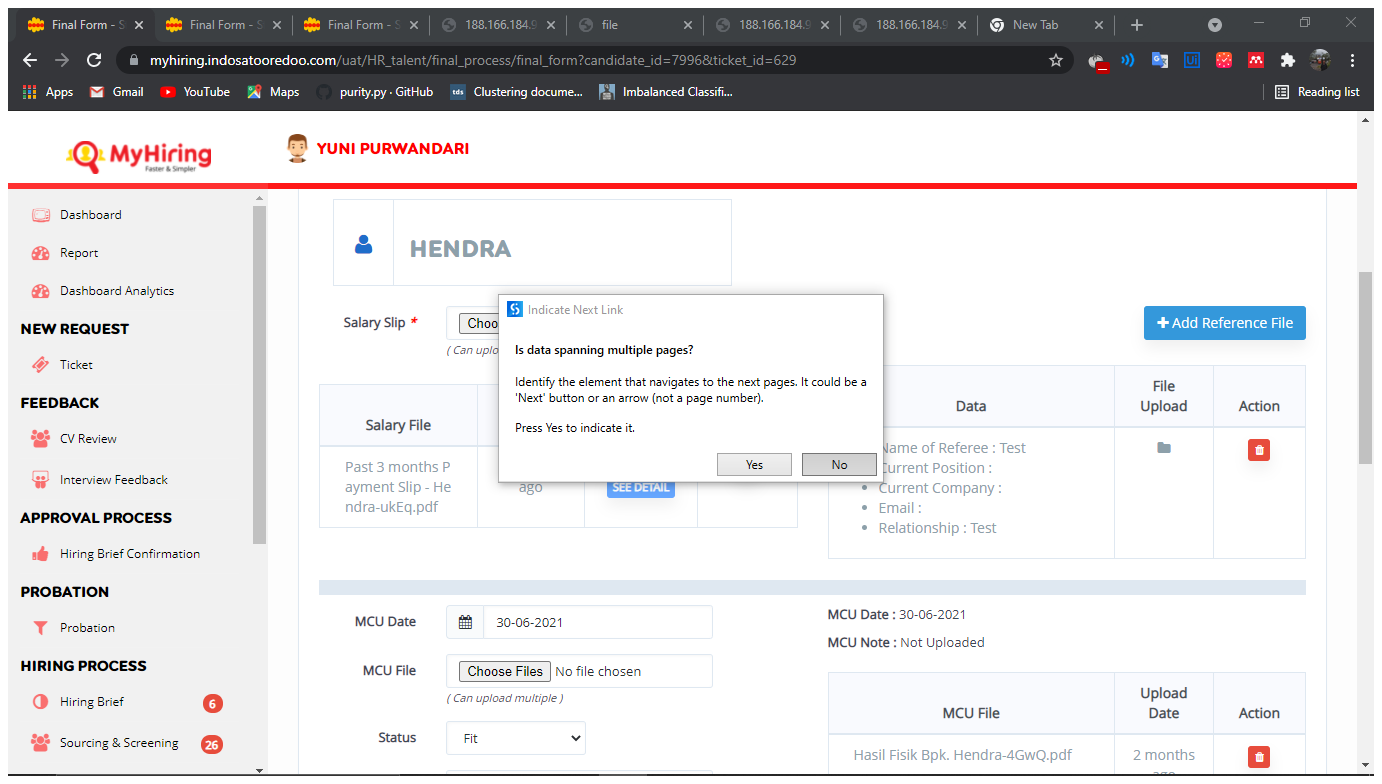 Final Form - S
Final Form - S
Final Form - S
188.166.184.9
file
188.166.184.9
188.166.184.9
New Tab
myhiring.indosatooredoo.com/uat/HR_talent/final_process/final_form?candidate_id=7996&ticket_id=629
Apps
Gmail
YouTube
Maps
purity.py · GitHub
tds
Clustering docume...
Imbalanced Classifi...
Reading list
MyHiring
Faster & Simpler
YUNI PURWANDARI
Dashboard
Report
Dashboard Analytics
NEW REQUEST
Ticket
FEEDBACK
CV Review
Interview Feedback
APPROVAL PROCESS
Hiring Brief Confirmation
PROBATION
Probation
HIRING PROCESS
Hiring Brief
6
Sourcing & Screening
26
HENDRA
Salary Slip *
Choo
( Can uplo
Salary File
Past 3 months P
ayment Slip - He
ndra-ukEq.pdf
ago
SEE DETAIL
Indicate Next Link
Is data spanning multiple pages?
Identify the element that navigates to the next pages. It could be a
'Next' button or an arrow (not a page number).
Press Yes to indicate it.
Yes
No
+ Add Reference File
Data
File
Upload
Action
Name of Referee : Test
Current Position :
Current Company :
Email :
Relationship : Test
MCU Date
30-06-2021
MCU File
Choose Files No file chosen
( Can upload multiple )
Status
Fit
MCU Date : 30-06-2021
MCU Note : Not Uploaded
MCU File
Upload
Date
Action
Hasil Fisik Bpk. Hendra-4GwQ.pdf
2 months
ago